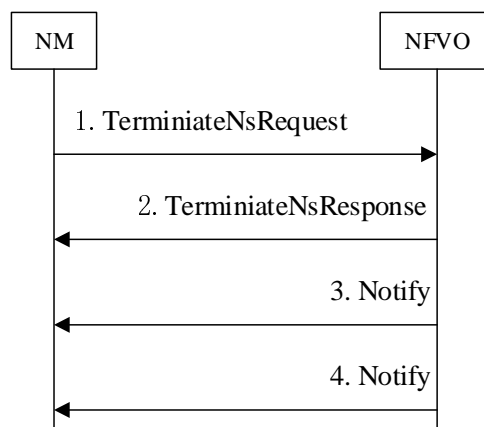 NM
NFVO
1. TerminiateNsRequest
2. TerminiateNsResponse
3. Notify
4. Notify